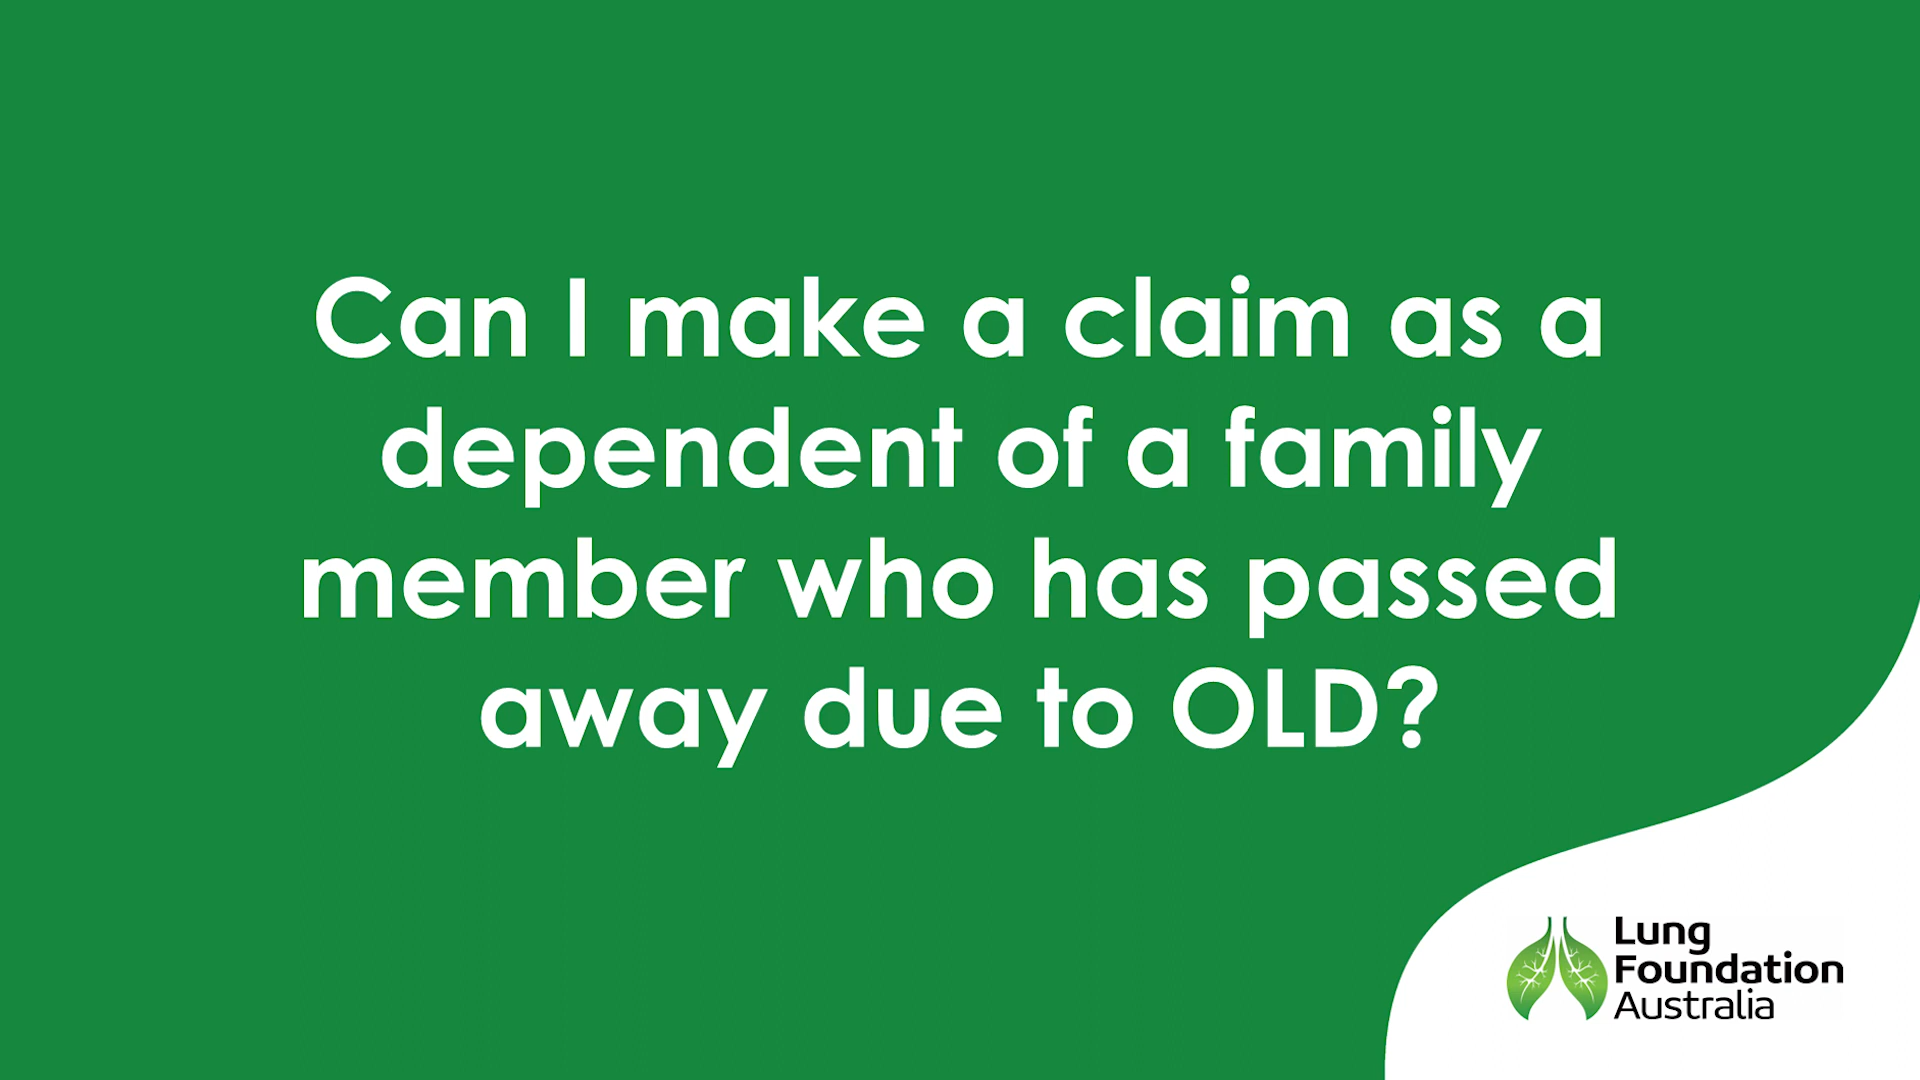 Can I make a claim as a
dependent of a family
member who has passed
away due to OLD?
Lung
Foundation
Australia